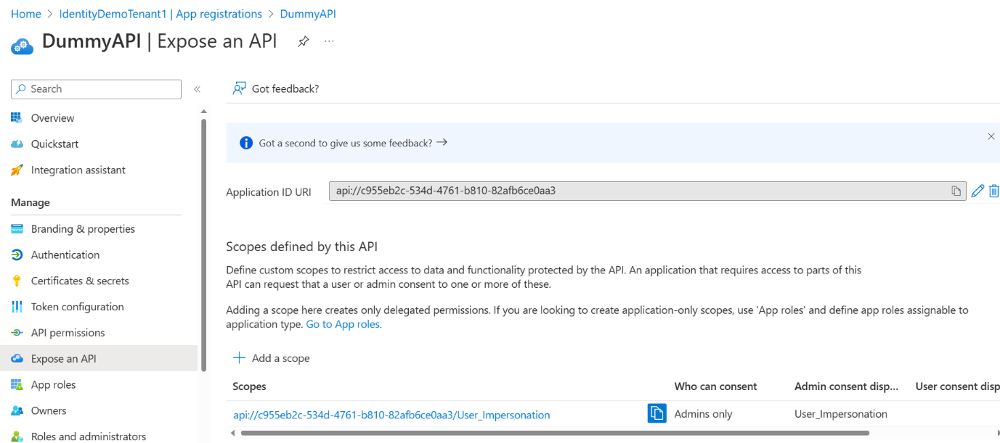 Home > IdentityDemoTenant1 | App registrations > DummyAPI
DummyAPI | Expose an API
Search
Overview
Quickstart
Integration assistant
Manage
Branding & properties
Authentication
Certificates & secrets
Token configuration
API permissions
Expose an API
App roles
Owners
Roles and administrators
Got feedback?
Got a second to give us some feedback? →
Application ID URI
api://c955eb2c-534d-4761-b810-82afb6ce0aa3
Scopes defined by this API
Define custom scopes to restrict access to data and functionality protected by the API. An application that requires access to parts of this
API can request that a user or admin consent to one or more of these.
Adding a scope here creates only delegated permissions. If you are looking to create application-only scopes, use 'App roles' and define app roles assignable to
application type. Go to App roles.
Add a scope
Scopes Who can consent Admin consent disp... User consent disp
api://c955eb2c-534d-4761-b810-82afb6ce0aa3/User_Impersonation Admins only User_Impersonation